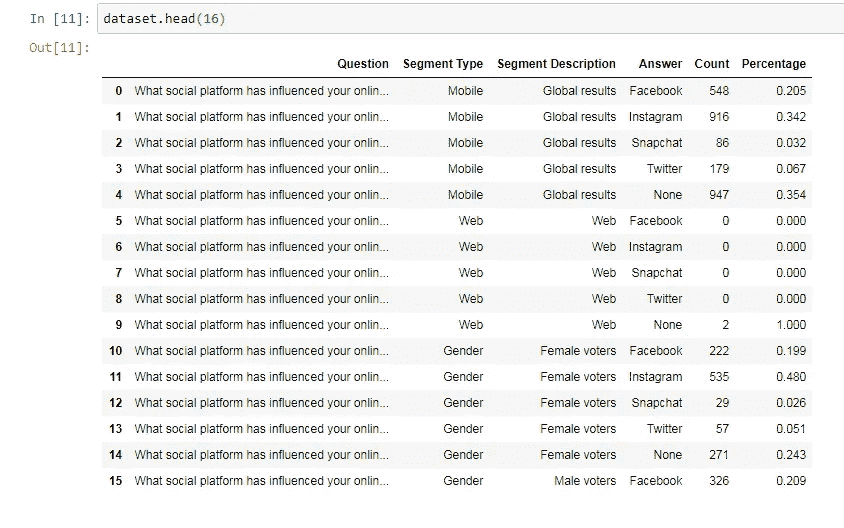 In [11]: dataset.head(16)
Out[11]:
Question Segment Type Segment Description Answer Count Percentage
0 What social platform has influenced your onlin... Mobile Global results Facebook 548 0.205
1 What social platform has influenced your onlin... Mobile Global results Instagram 916 0.342
2 What social platform has influenced your onlin... Mobile Global results Snapchat 86 0.032
3 What social platform has influenced your onlin... Mobile Global results Twitter 179 0.067
4 What social platform has influenced your onlin... Mobile Global results None 947 0.354
5 What social platform has influenced your onlin... Web Web Facebook 0 0.000
6 What social platform has influenced your onlin... Web Web Instagram 0 0.000
7 What social platform has influenced your onlin... Web Web Snapchat 0 0.000
8 What social platform has influenced your onlin... Web Web Twitter 0 0.000
9 What social platform has influenced your onlin... Web Web None 2 1.000
10 What social platform has influenced your onlin... Gender Female voters Facebook 222 0.199
11 What social platform has influenced your onlin... Gender Female voters Instagram 535 0.480
12 What social platform has influenced your onlin... Gender Female voters Snapchat 29 0.026
13 What social platform has influenced your onlin... Gender Female voters Twitter 57 0.051
14 What social platform has influenced your onlin... Gender Female voters None 271 0.243
15 What social platform has influenced your onlin... Gender Male voters Facebook 326 0.209